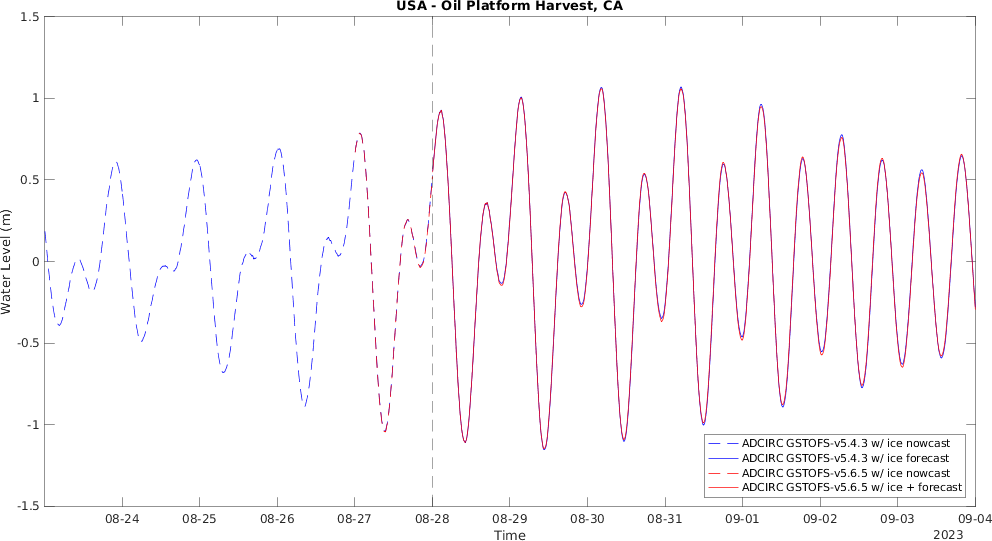 USA - Oil Platform Harvest, CA
1.5
1
0.5
0
-0.5
-1
-1.5
Water Level (m)
08-24
08-25
08-26
08-27
08-28
08-29
08-30
08-31
09-01
09-02
09-03
09-04
Time
2023
ADCIRC GSTOFS-v5.4.3 w/ ice nowcast
ADCIRC GSTOFS-v5.4.3 w/ ice forecast
ADCIRC GSTOFS-v5.6.5 w/ ice nowcast
ADCIRC GSTOFS-v5.6.5 w/ ice + forecast